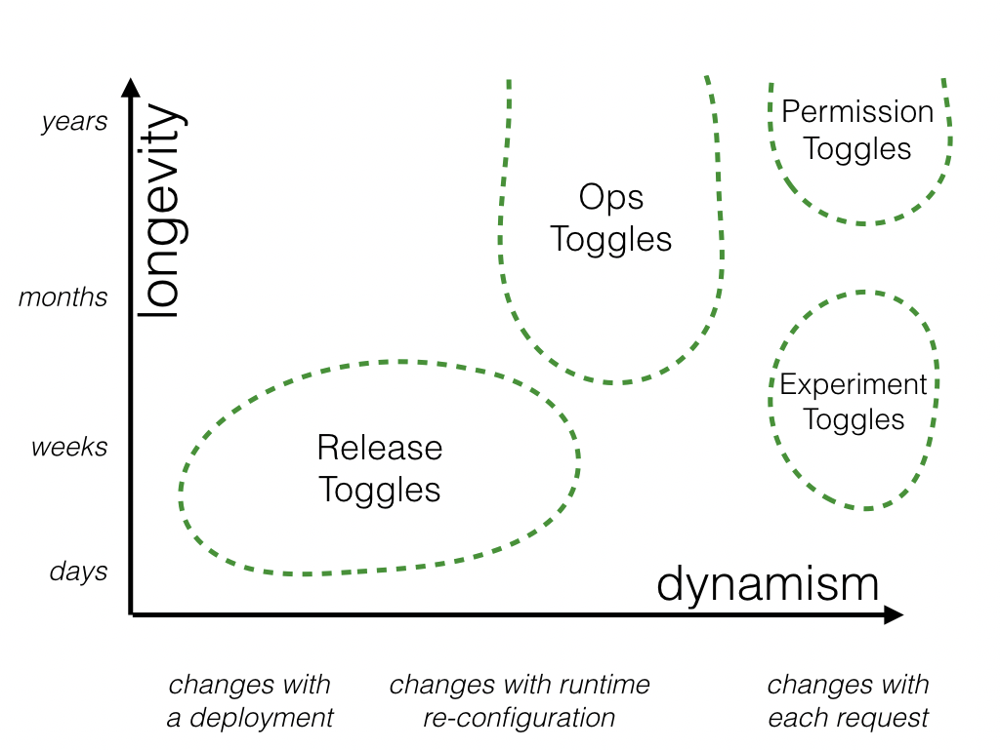 years
longevity
Permission
Toggles
Ops
Toggles
months
Experiment
Toggles
weeks
Release
Toggles
days
dynamism
changes with
a deployment
changes with runtime
re-configuration
changes with
each request